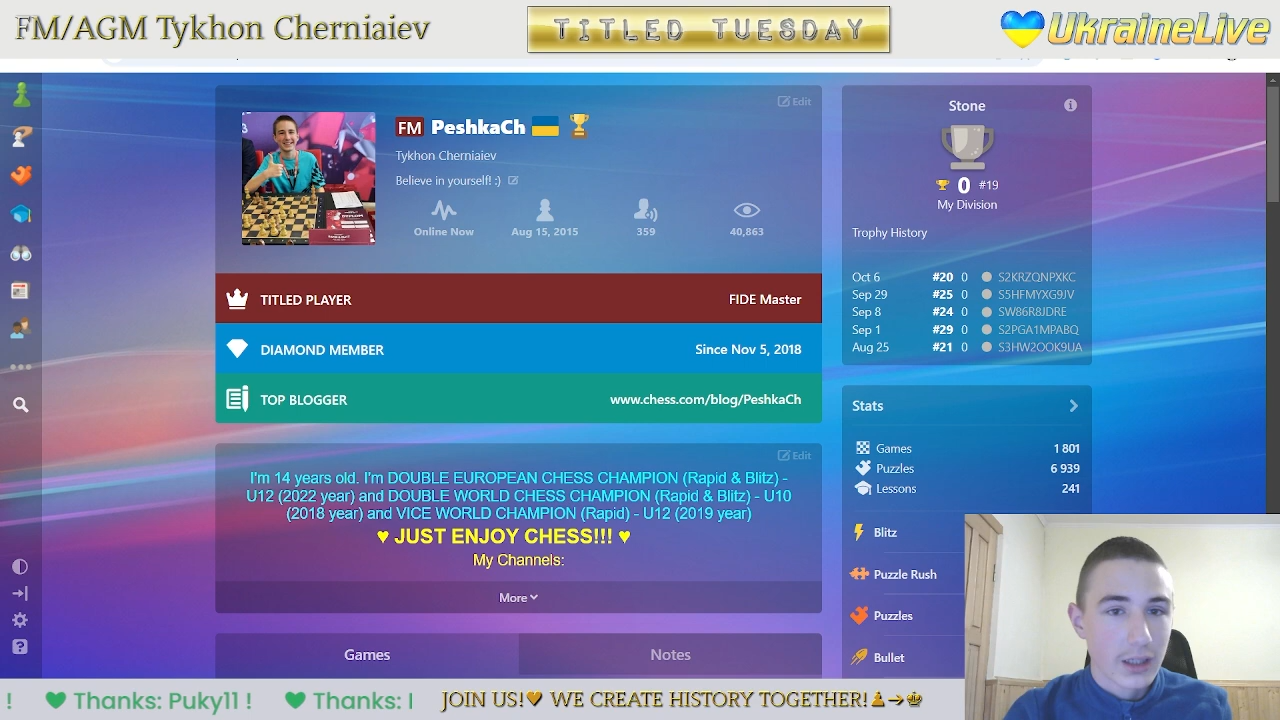 FM/AGM Tykhon Cherniaiev
TITLED TUESDAY
UkraineLive
Edit
FM PeshkaCh
Tykhon Cherniaiev
Believe in yourself! :)
Online Now
Aug 15, 2015
359
40,863
TITLED PLAYER
FIDE Master
DIAMOND MEMBER
Since Nov 5, 2018
TOP BLOGGER
www.chess.com/blog/PeshkaCh
Edit
I'm 14 years old. I'm DOUBLE EUROPEAN CHESS CHAMPION (Rapid & Blitz) -
U12 (2022 year) and DOUBLE WORLD CHESS CHAMPION (Rapid & Blitz) - U10
(2018 year) and VICE WORLD CHAMPION (Rapid) - U12 (2019 year)
♥ JUST ENJOY CHESS!!! ♥
My Channels:
More
Games
Notes
Stone
0 #19
My Division
Trophy History
Oct 6 #20 0 S2KRZQNPXKC
Sep 29 #25 0 S5HFMYXG9JV
Sep 8 #24 0 SW86R8JDRE
Sep 1 #29 0 S2PGA1MPABQ
Aug 25 #21 0 S3HW2OOK9UA
Stats
Games 1 801
Puzzles 6 939
Lessons 241
Blitz
Puzzle Rush
Puzzles
Bullet
! 💚 Thanks: Puky11 ! 💚 Thanks:
JOIN US!♥ WE CREATE HISTORY TOGETHER!♟→♚